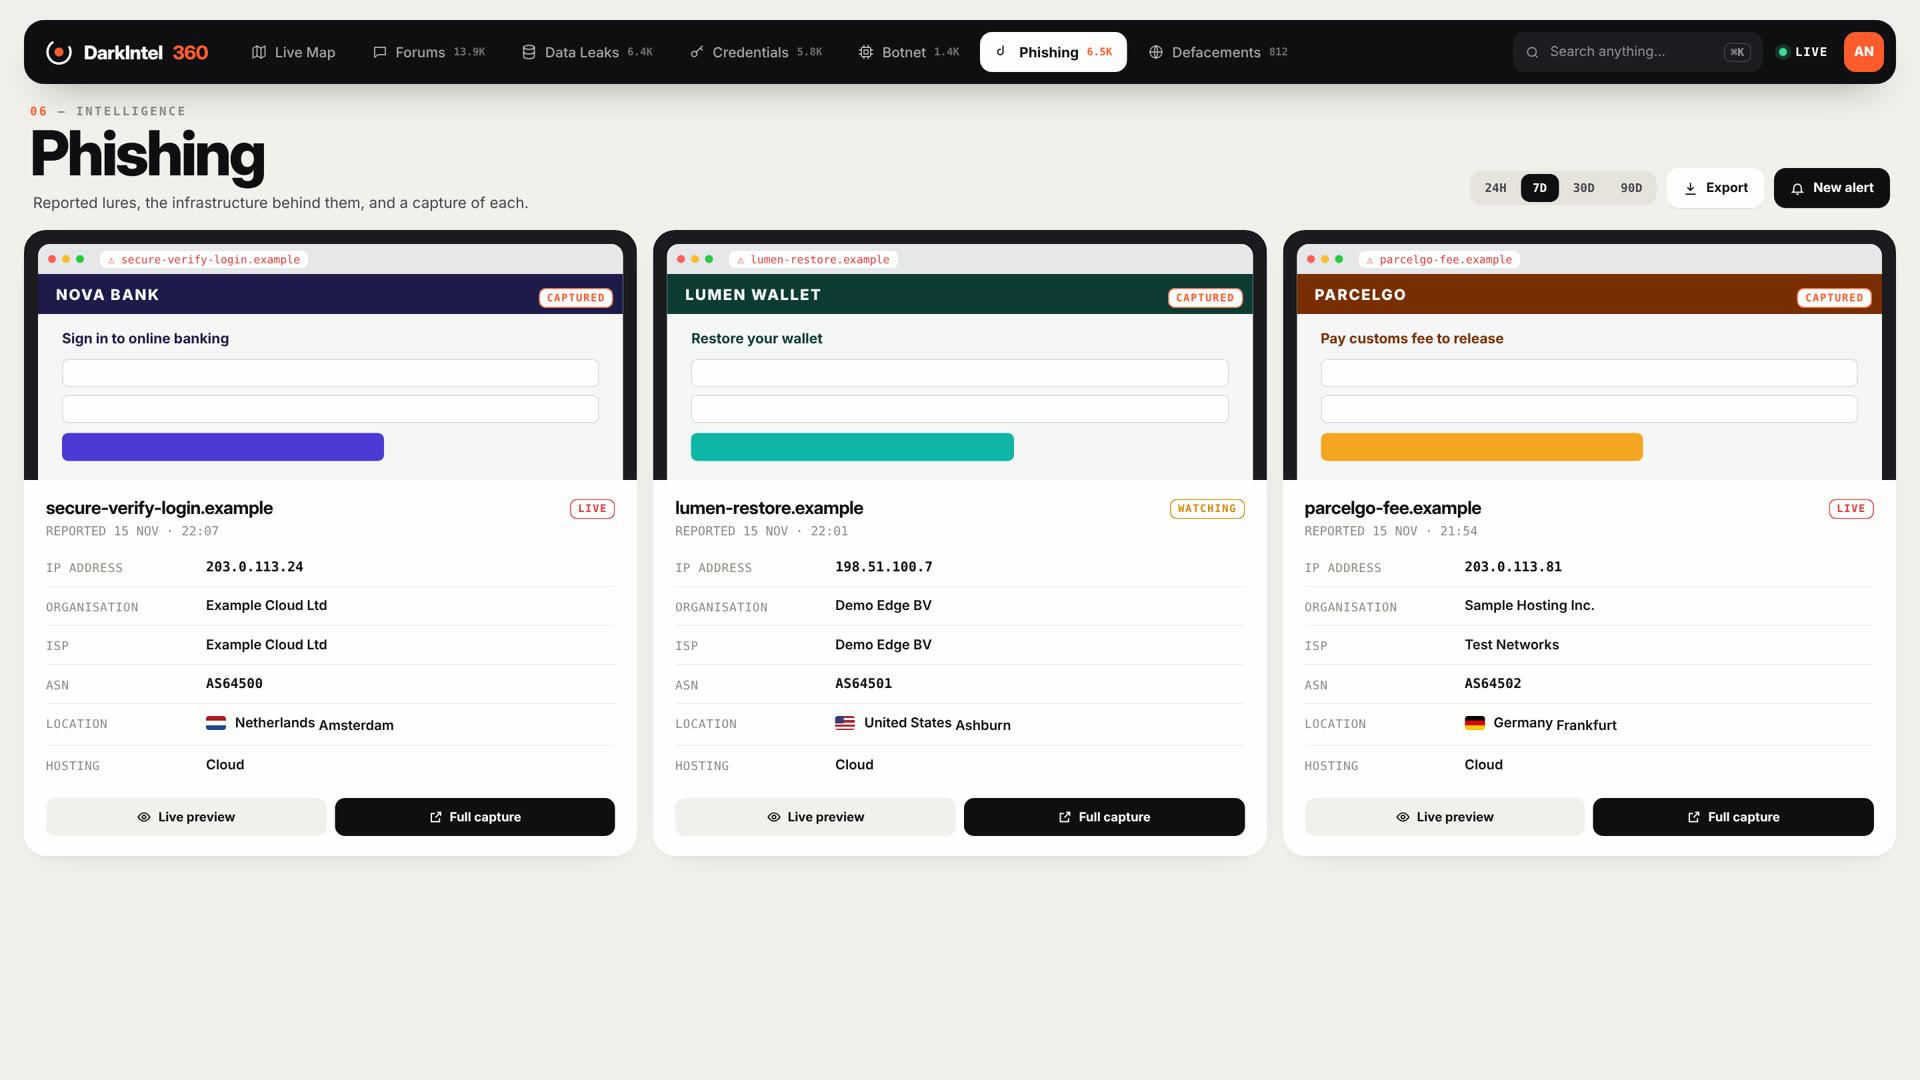 DarkIntel 360 Live Map Forums 13.9K Data Leaks 6.4K Credentials 5.8K Botnet 1.4K Phishing 6.5K Defacements 812 Search anything... ⌘K LIVE AN
06 — INTELLIGENCE
Phishing
Reported lures, the infrastructure behind them, and a capture of each.
24H 7D 30D 90D Export New alert
⚠ secure-verify-login.example
NOVA BANK CAPTURED
Sign in to online banking
secure-verify-login.example LIVE
REPORTED 15 NOV · 22:07
IP ADDRESS 203.0.113.24
ORGANISATION Example Cloud Ltd
ISP Example Cloud Ltd
ASN AS64500
LOCATION Netherlands Amsterdam
HOSTING Cloud
Live preview Full capture
⚠ lumen-restore.example
LUMEN WALLET CAPTURED
Restore your wallet
lumen-restore.example WATCHING
REPORTED 15 NOV · 22:01
IP ADDRESS 198.51.100.7
ORGANISATION Demo Edge BV
ISP Demo Edge BV
ASN AS64501
LOCATION United States Ashburn
HOSTING Cloud
Live preview Full capture
⚠ parcelgo-fee.example
PARCELGO CAPTURED
Pay customs fee to release
parcelgo-fee.example LIVE
REPORTED 15 NOV · 21:54
IP ADDRESS 203.0.113.81
ORGANISATION Sample Hosting Inc.
ISP Test Networks
ASN AS64502
LOCATION Germany Frankfurt
HOSTING Cloud
Live preview Full capture